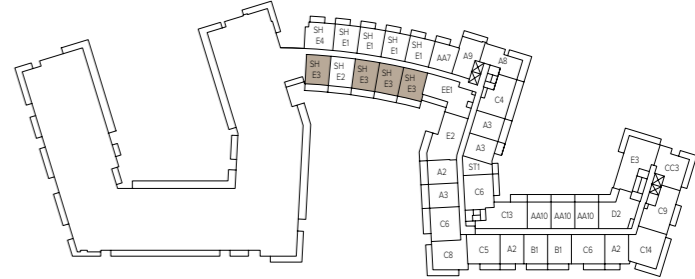 SH
E4
SH
E1
SH
E1
SH
E1
SH
E1
AA7
A9
A8
SH
E3
SH
E2
SH
E3
SH
E3
SH
E3
EE1
C4
A3
A3
E2
ST1
A2
A3
C6
C6
C8
C13
AA10
AA10
AA10
D2
E3
CC3
C9
C5
A2
B1
B1
C6
A2
C14